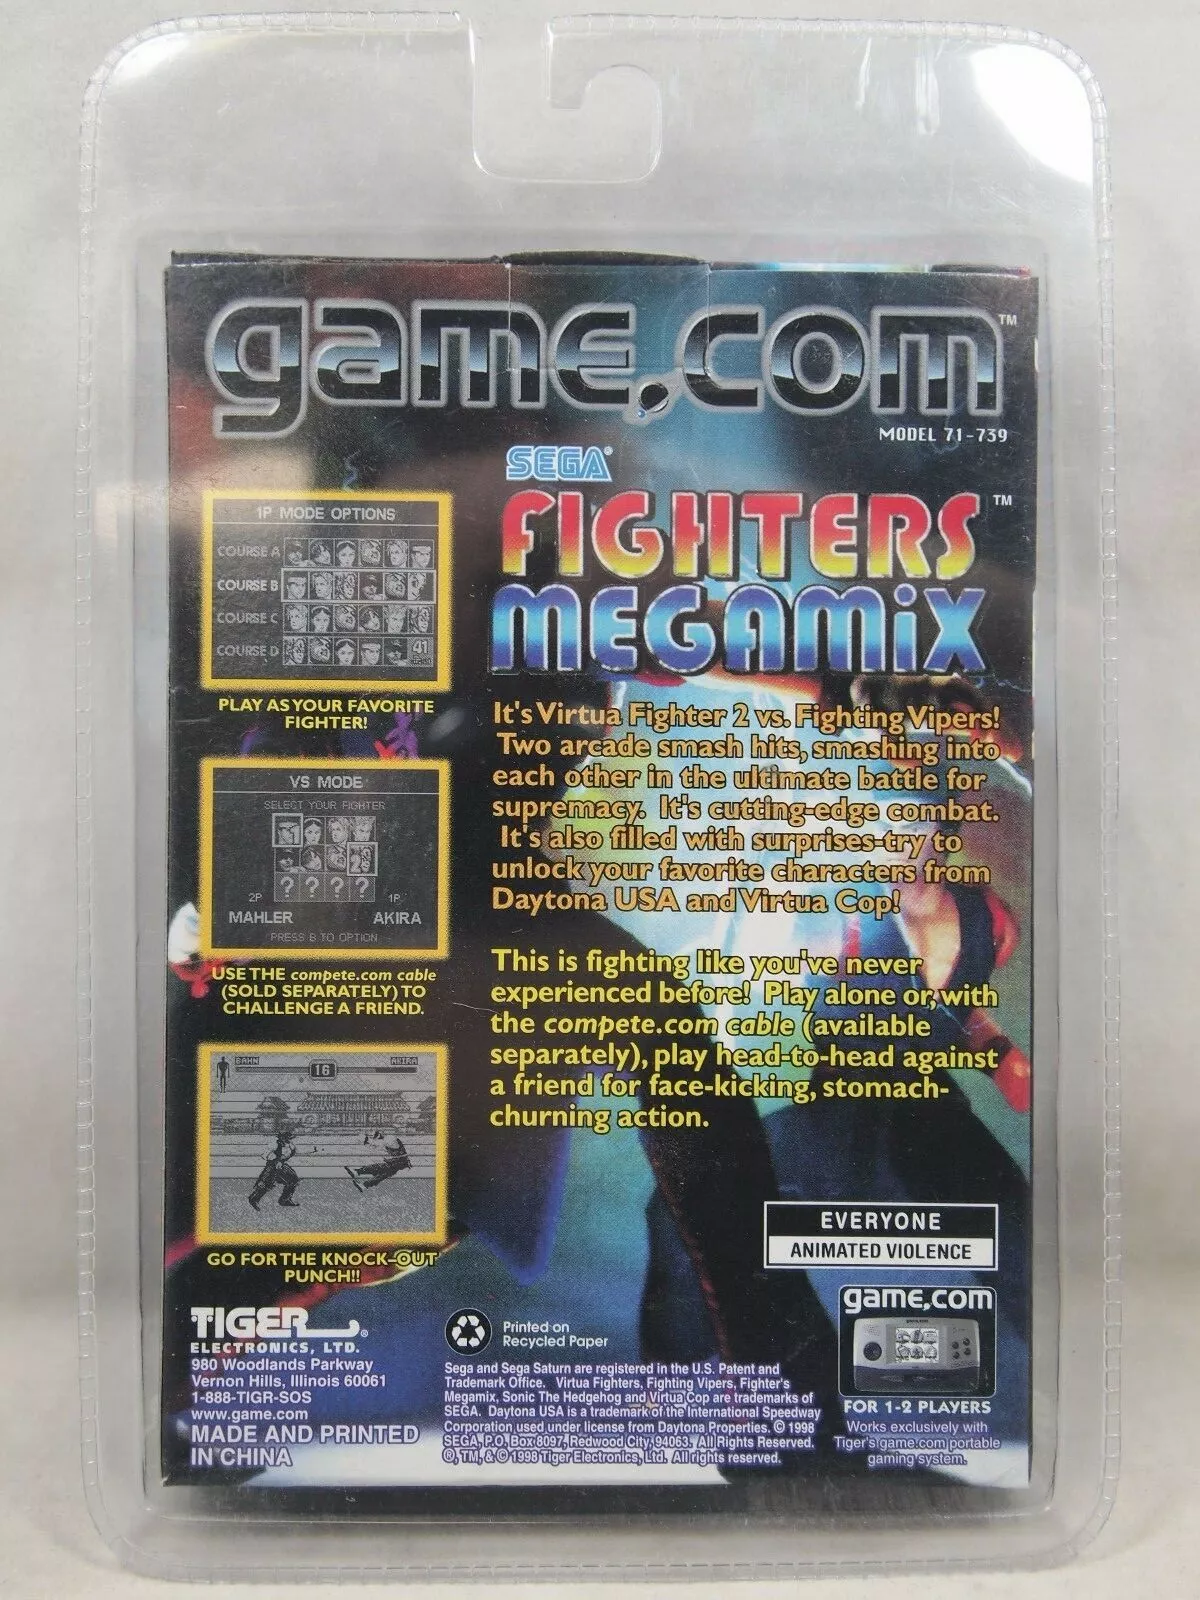 game.com™
MODEL 71-739
SEGA®
FIGHTERS™
MEGAMiX
1P MODE OPTIONS
COURSE A
COURSE B
COURSE C
COURSE D
41
PLAY AS YOUR FAVORITE
FIGHTER!
VS MODE
SELECT YOUR FIGHTER
? ? ? ?
2P 1P
MAHLER AKIRA
PRESS B TO OPTION
USE THE compete.com cable
(SOLD SEPARATELY) TO
CHALLENGE A FRIEND.
BAHN 16 AKIRA
GO FOR THE KNOCK-OUT
PUNCH!!
It's Virtua Fighter 2 vs. Fighting Vipers!
Two arcade smash hits, smashing into
each other in the ultimate battle for
supremacy. It's cutting-edge combat.
It's also filled with surprises-try to
unlock your favorite characters from
Daytona USA and Virtua Cop!
This is fighting like you've never
experienced before! Play alone or, with
the compete.com cable (available
separately), play head-to-head against
a friend for face-kicking, stomach-
churning action.
EVERYONE
ANIMATED VIOLENCE
TIGER®
ELECTRONICS, LTD.
980 Woodlands Parkway
Vernon Hills, Illinois 60061
1-888-TIGR-SOS
www.game.com
MADE AND PRINTED
IN CHINA
Printed on
Recycled Paper
Sega and Sega Saturn are registered in the U.S. Patent and
Trademark Office. Virtua Fighters, Fighting Vipers, Fighter's
Megamix, Sonic The Hedgehog and Virtua Cop are trademarks of
SEGA. Daytona USA is a trademark of the International Speedway
Corporation used under license from Daytona Properties. © 1998
SEGA, P.O. Box 8097, Redwood City, 94063. All Rights Reserved.
®, TM, & © 1998 Tiger Electronics, Ltd. All rights reserved.
game.com
FOR 1-2 PLAYERS
Works exclusively with
Tiger's game.com portable
gaming system.